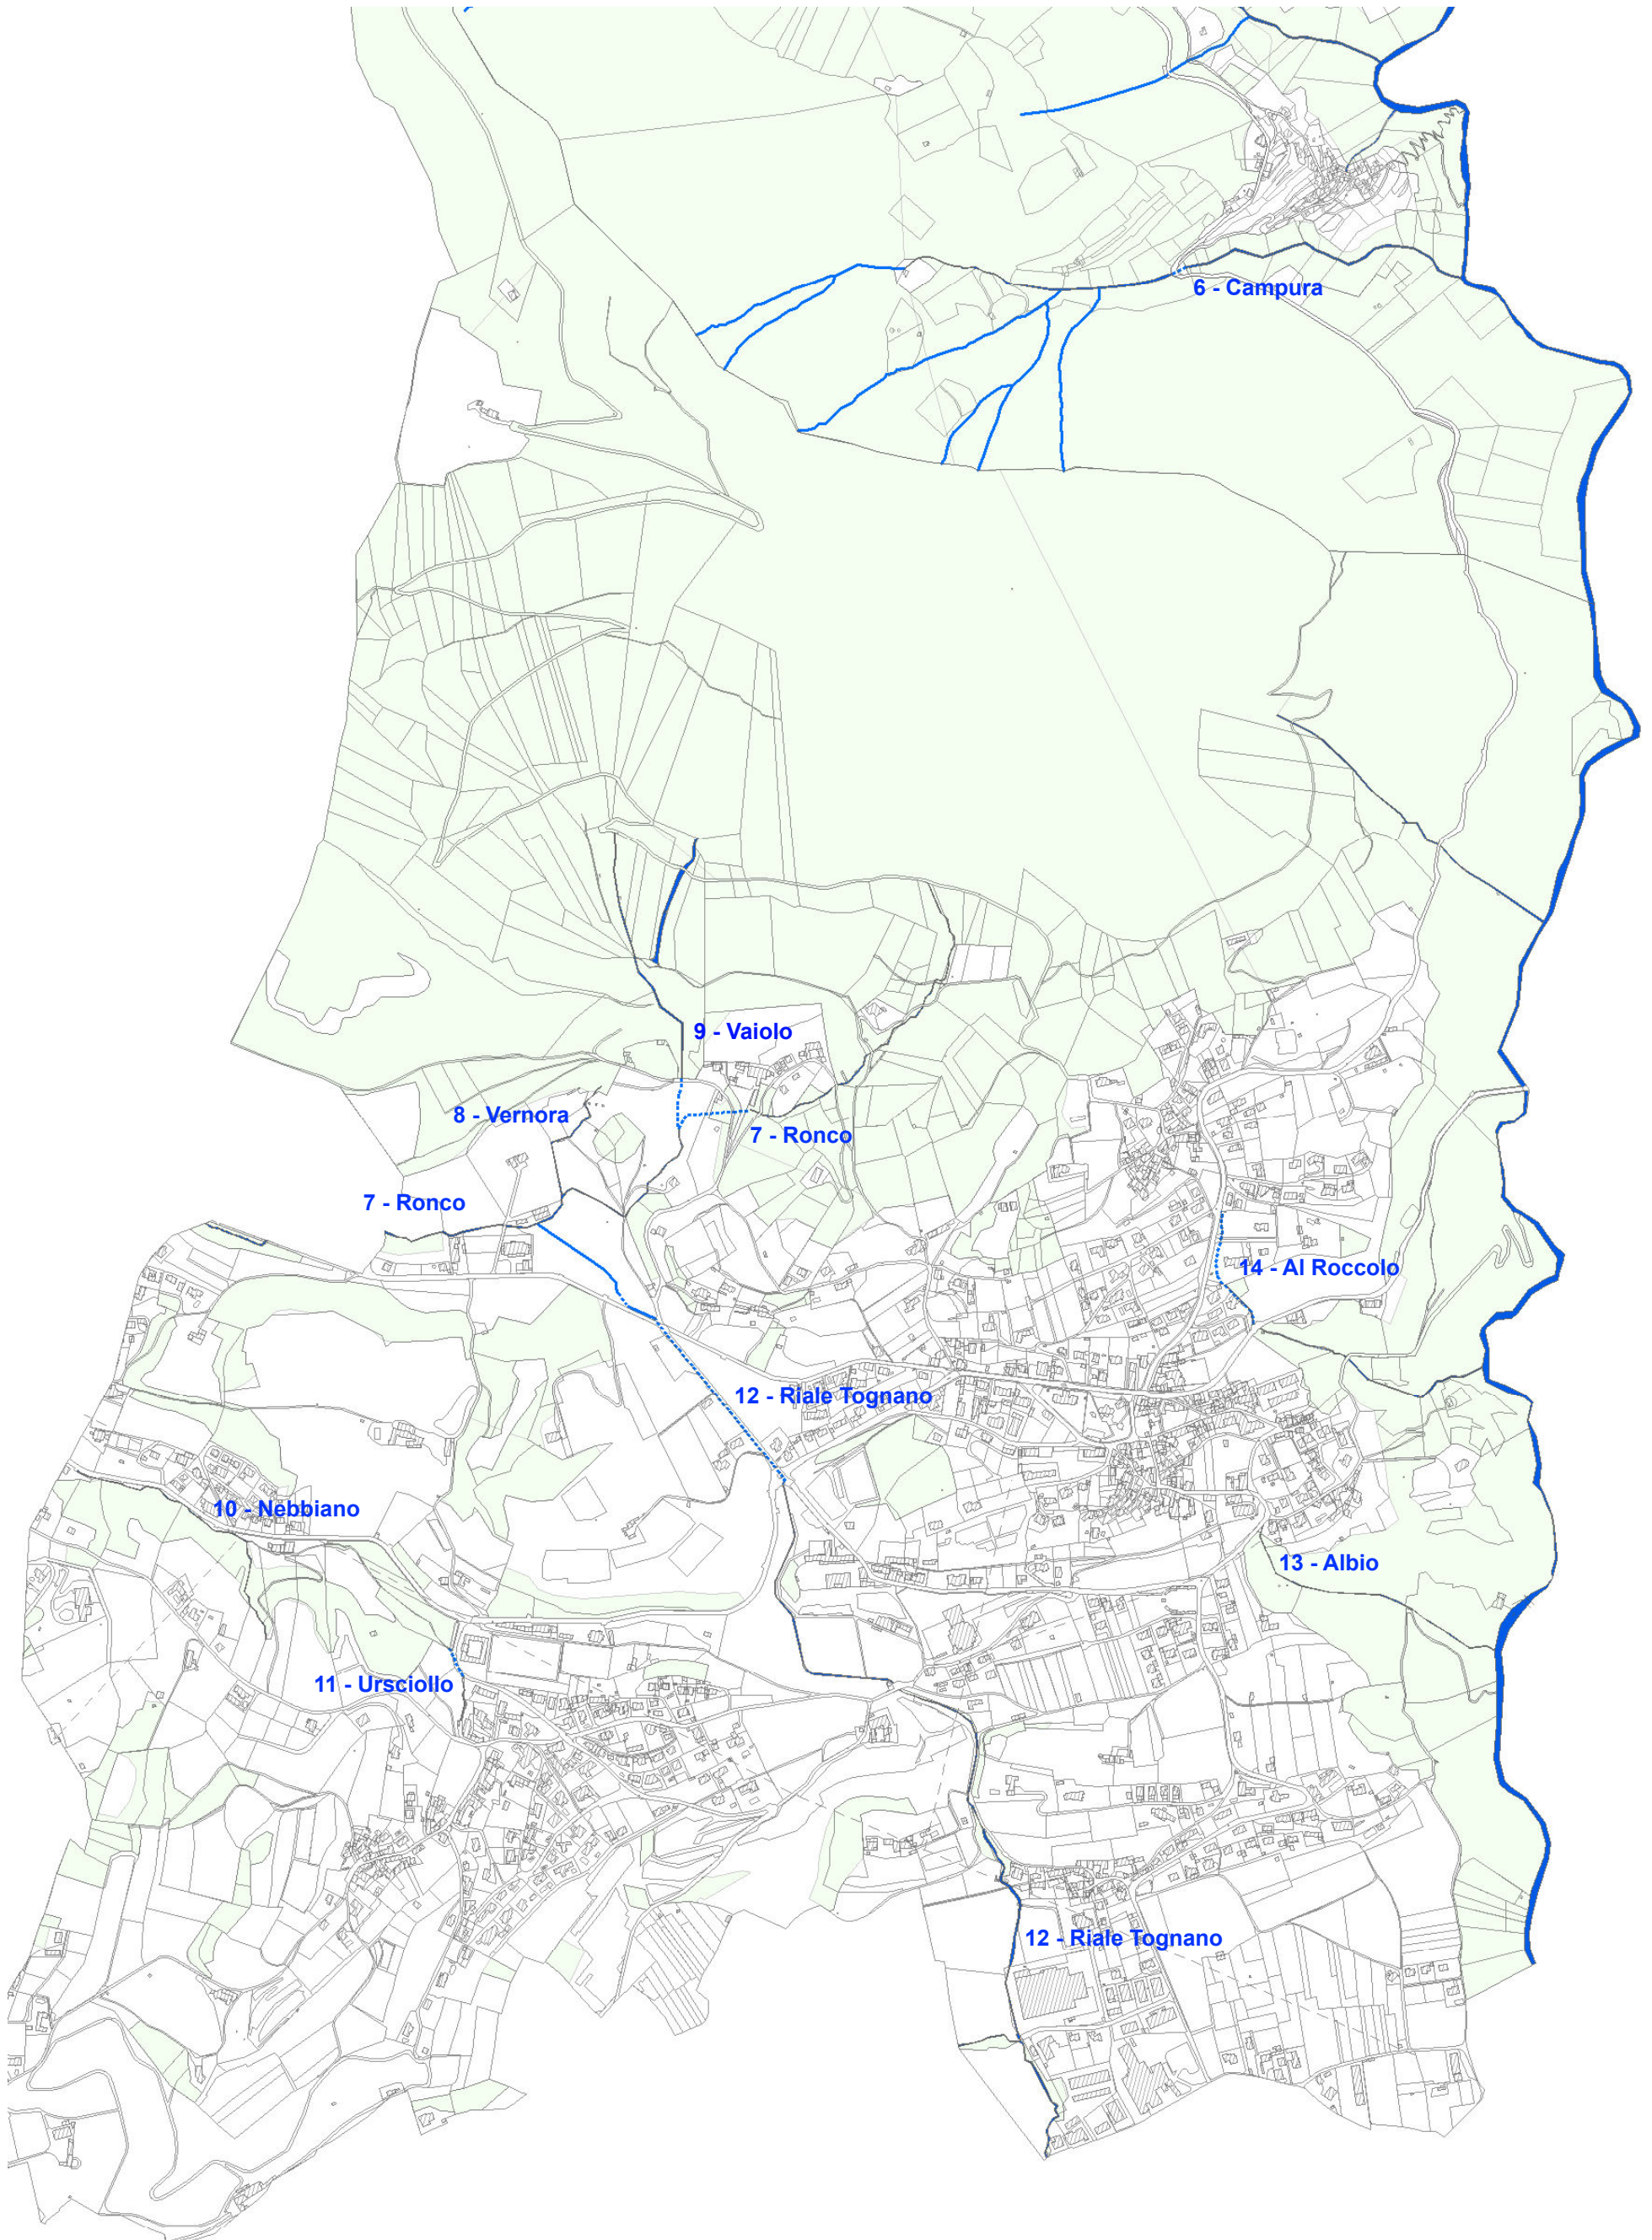 6 - Campura
9 - Vaiolo
8 - Vernora
7 - Ronco
7 - Ronco
14 - Al Roccolo
12 - Riale Tognano
10 - Nebbiano
13 - Albio
11 - Ursciollo
12 - Riale Tognano